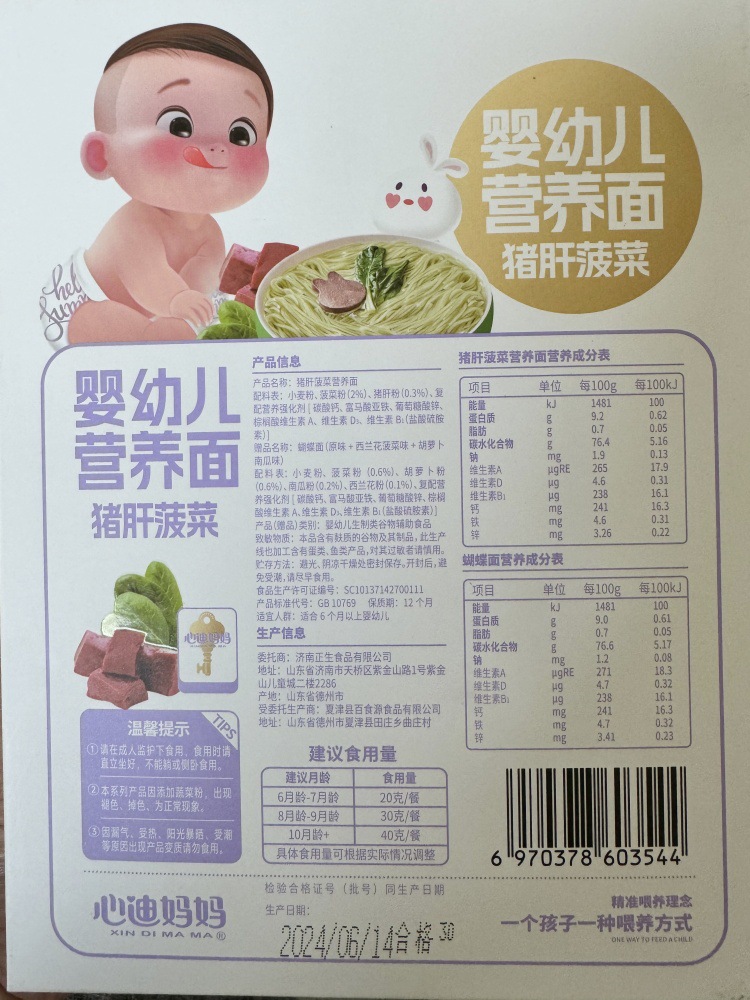 婴幼儿
营养面
猪肝菠菜
婴幼儿
营养面
猪肝菠菜
心迪妈妈
温馨提示
TIPS
①请在成人监护下食用，食用时请
直立坐好，不能躺或侧卧食用。
②本系列产品因添加蔬菜粉，出现
褪色、掉色、为正常现象。
③因漏气、受热、阳光暴晒、受潮
等原因出现产品变质请勿食用。
产品信息
产品名称：猪肝菠菜营养面
配料表：小麦粉、菠菜粉(2%)、猪肝粉(0.3%)、复
配营养强化剂 [ 碳酸钙、富马酸亚铁、葡萄糖酸锌、
棕榈酸维生素 A、维生素 D₃、维生素 B₁(盐酸硫胺
素)]
赠品名称：蝴蝶面（原味 + 西兰花菠菜味 + 胡萝卜
南瓜味）
配料表：小麦粉、菠菜粉（0.6%）、胡萝卜粉
(0.6%)、南瓜粉(0.2%)、西兰花粉(0.1%)、复配营
养强化剂 [ 碳酸钙、富马酸亚铁、葡萄糖酸锌、棕榈
酸维生素 A、维生素 D₃、维生素 B₁(盐酸硫胺素)]
产品(赠品)类别：婴幼儿生制类谷物辅助食品
致敏物质：本品含有麸质的谷物及其制品，此生产
线也加工含有蛋类，鱼类产品，对其过敏者请慎用。
贮存方法：避光、阴凉干燥处密封保存。开封后，避
免受潮，请尽早食用。
食品生产许可证编号：SC10137142700111
产品标准代号：GB 10769 保质期：12 个月
适宜人群：适合 6 个月以上婴幼儿
生产信息
委托商：济南正生食品有限公司
地址：山东省济南市天桥区紫金山路1号紫金
山儿童城二楼2286
产地：山东省德州市
受委托生产商：夏津县百食源食品有限公司
地址：山东省德州市夏津县田庄乡曲庄村
建议食用量
建议月龄 食用量
6月龄-7月龄 20克/餐
8月龄-9月龄 30克/餐
10月龄+ 40克/餐
具体食用量可根据实际情况调整
猪肝菠菜营养面营养成分表
项目 单位 每100g 每100kJ
能量 kJ 1481 100
蛋白质 g 9.2 0.62
脂肪 g 0.7 0.05
碳水化合物 g 76.4 5.16
钠 mg 1.9 0.13
维生素A μgRE 265 17.9
维生素D μg 4.6 0.31
维生素B₁ μg 238 16.1
钙 mg 241 16.3
铁 mg 4.6 0.31
锌 mg 3.26 0.22
蝴蝶面营养成分表
项目 单位 每100g 每100kJ
能量 kJ 1481 100
蛋白质 g 9.0 0.61
脂肪 g 0.7 0.05
碳水化合物 g 76.6 5.17
钠 mg 1.2 0.08
维生素A μgRE 271 18.3
维生素D μg 4.7 0.32
维生素B₁ μg 238 16.1
钙 mg 241 16.3
铁 mg 4.7 0.32
锌 mg 3.41 0.23
6 970378 603544
心迪妈妈
XIN DI MA MA®
检验合格证号（批号）同生产日期
生产日期：
2024/06/14合格 30
精准喂养理念
一个孩子一种喂养方式
ONE WAY TO FEED A CHILD